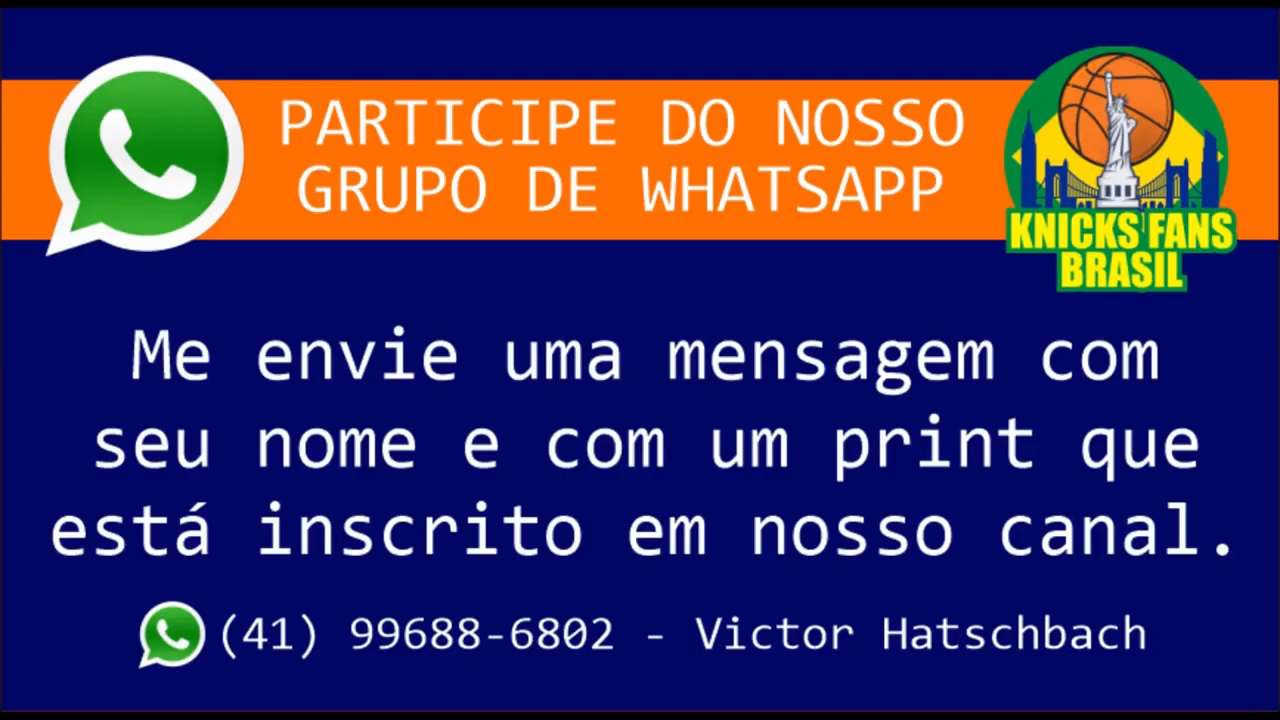 PARTICIPE DO NOSSO
GRUPO DE WHATSAPP
KNICKS FANS
BRASIL
Me envie uma mensagem com
seu nome e com um print que
está inscrito em nosso canal.
(41) 99688-6802 - Victor Hatschbach